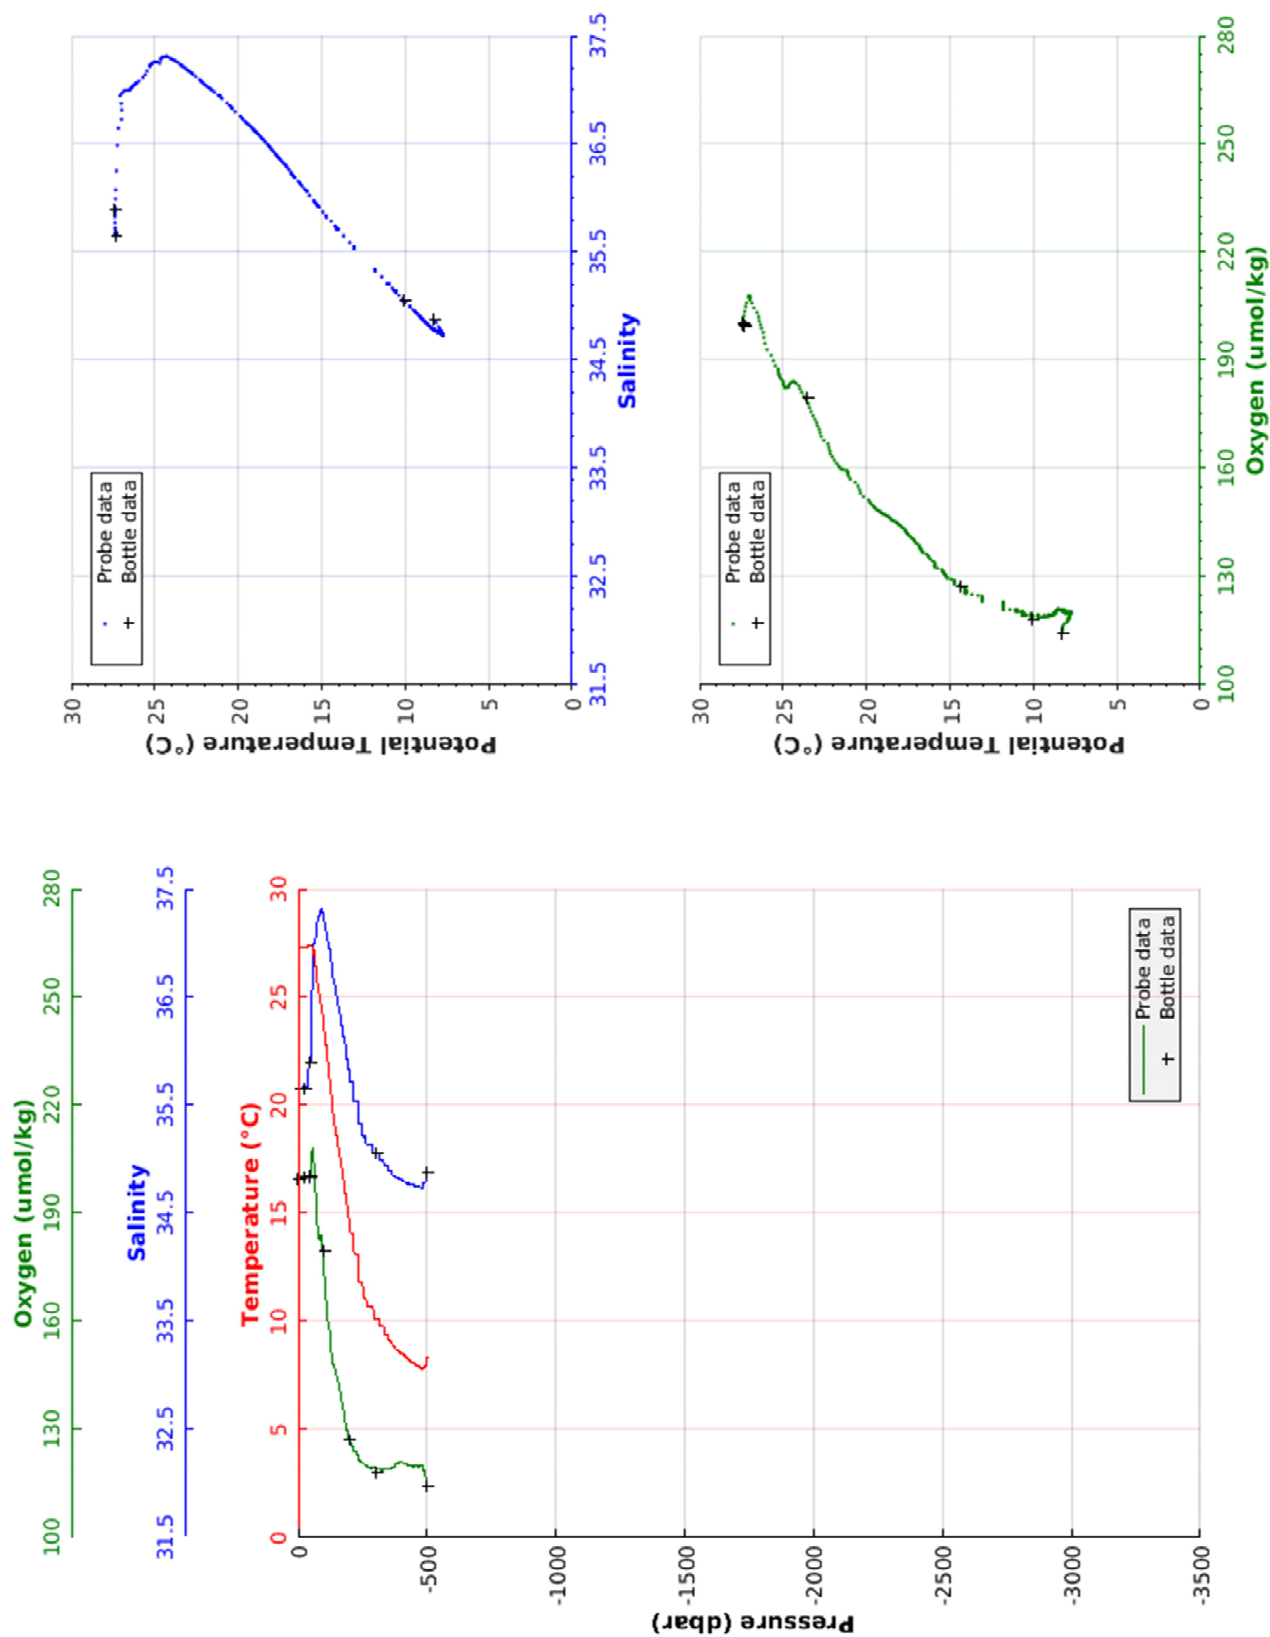 Oxygen (umol/kg)
100 130 160 190 220 250 280
Salinity
31.5 32.5 33.5 34.5 35.5 36.5 37.5
Temperature (°C)
0 5 10 15 20 25 30
Pressure (dbar)
0
-500
-1000
-1500
-2000
-2500
-3000
-3500
Probe data
Bottle data
Potential Temperature (°C)
30
25
20
15
10
5
0
Probe data
Bottle data
31.5 32.5 33.5 34.5 35.5 36.5 37.5
Salinity
Potential Temperature (°C)
30
25
20
15
10
5
0
Probe data
Bottle data
100 130 160 190 220 250 280
Oxygen (umol/kg)